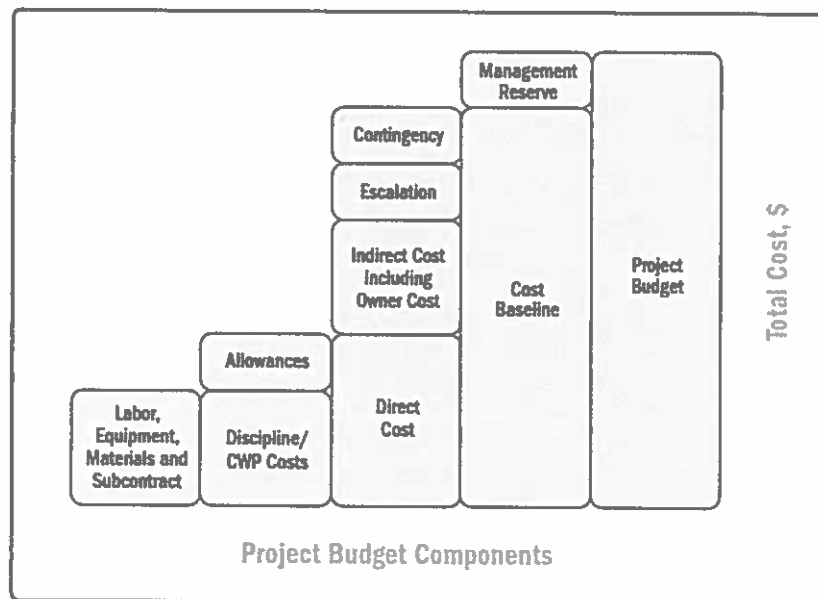 Management
Reserve
Contingency
Escalation
Indirect Cost
Including
Owner Cost
Cost
Baseline
Project
Budget
Allowances
Direct
Cost
Labor,
Equipment,
Materials and
Subcontract
Discipline/
CWP Costs
Total Cost, $
Project Budget Components